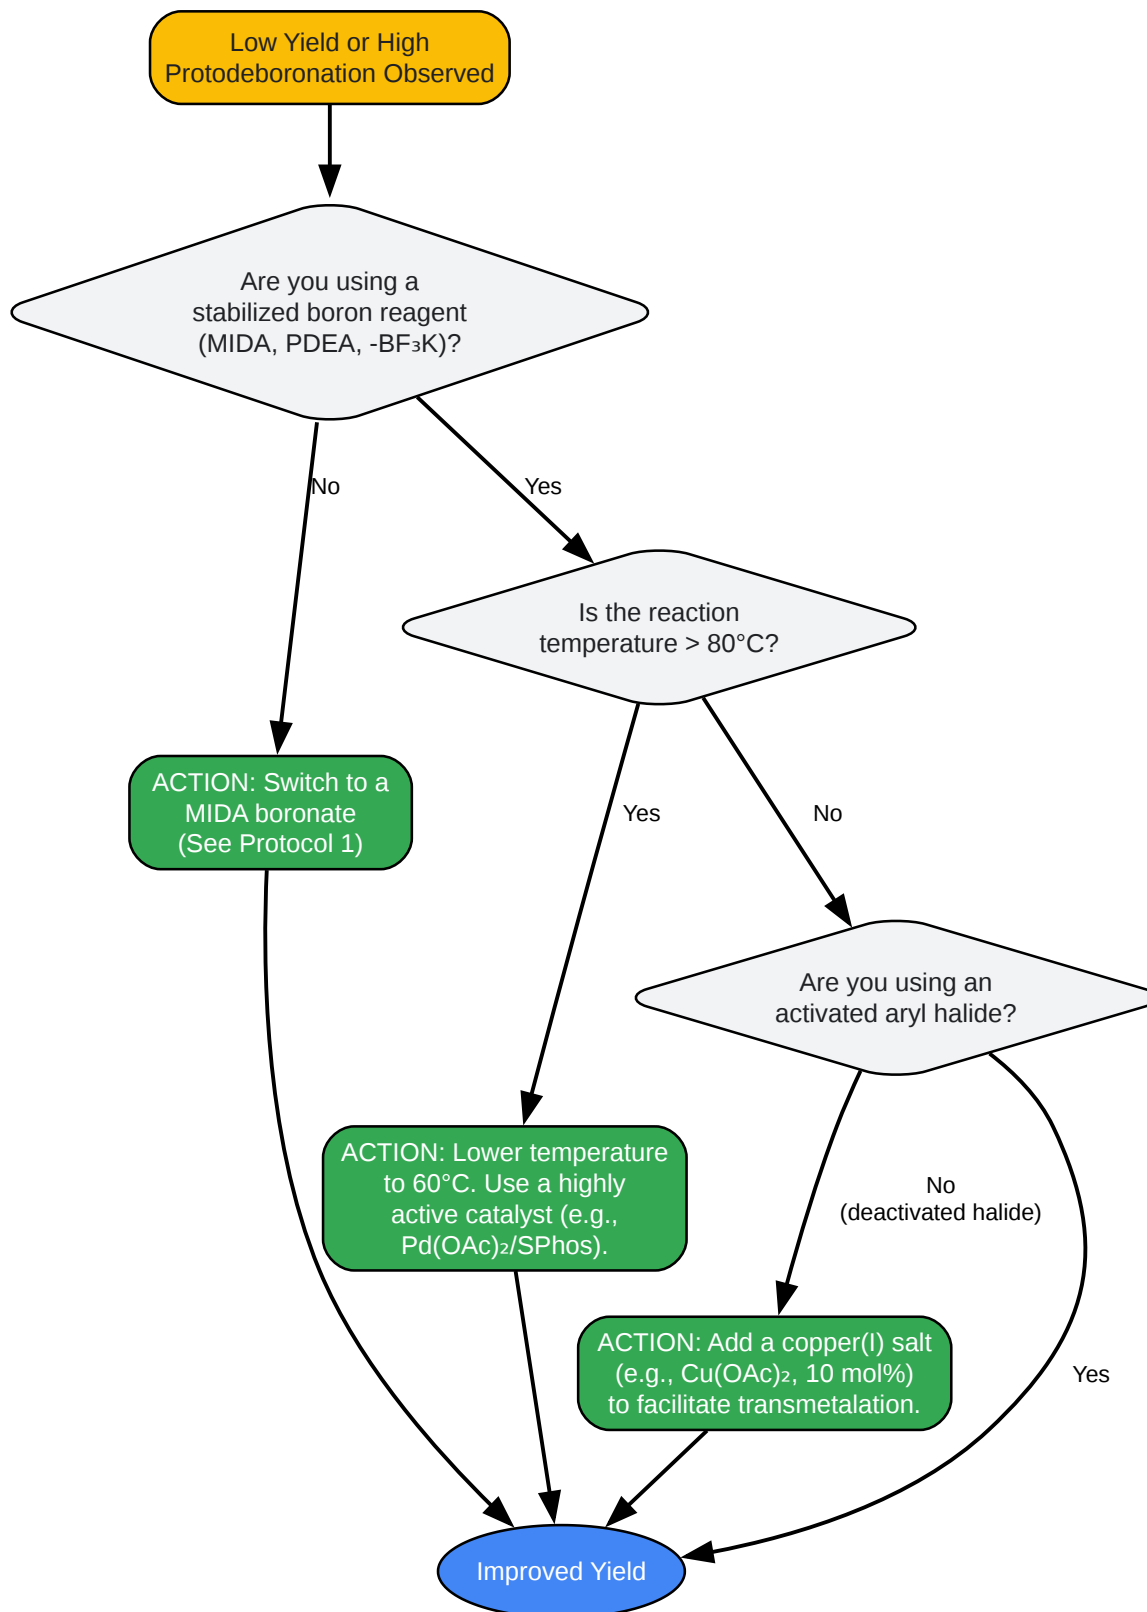 Low Yield or High
Protodeboronation Observed
Are you using a
stabilized boron reagent
(MIDA, PDEA, -BF₃K)?
No
Yes
Is the reaction
temperature > 80°C?
ACTION: Switch to a
MIDA boronate
(See Protocol 1)
Yes
No
Are you using an
activated aryl halide?
ACTION: Lower temperature
to 60°C. Use a highly
active catalyst (e.g.,
Pd(OAc)₂/SPhos).
No
(deactivated halide)
ACTION: Add a copper(I) salt
(e.g., Cu(OAc)₂, 10 mol%)
to facilitate transmetalation.
Yes
Improved Yield